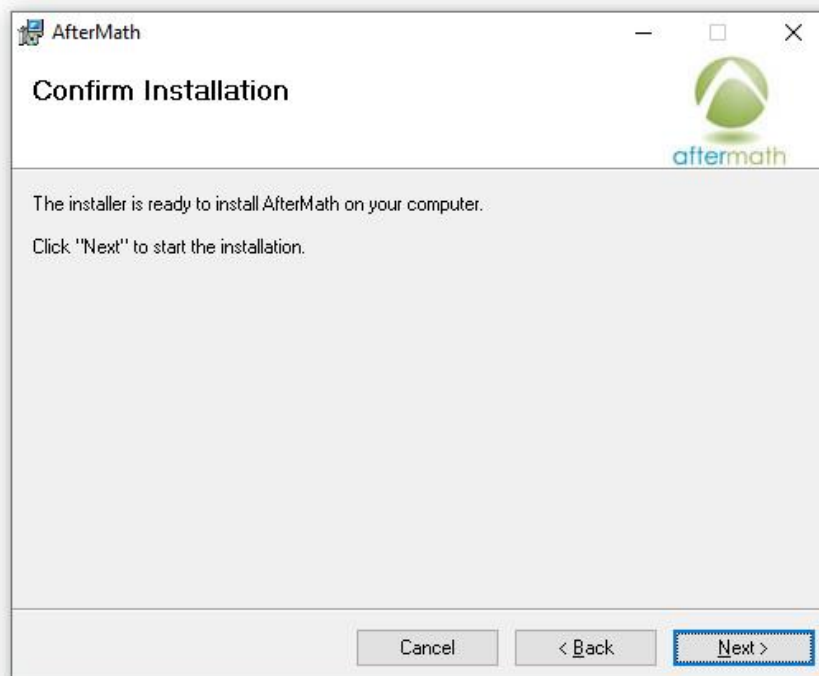 AfterMath
Confirm Installation
aftermath
The installer is ready to install AfterMath on your computer.
Click "Next" to start the installation.
Cancel
< Back
Next >